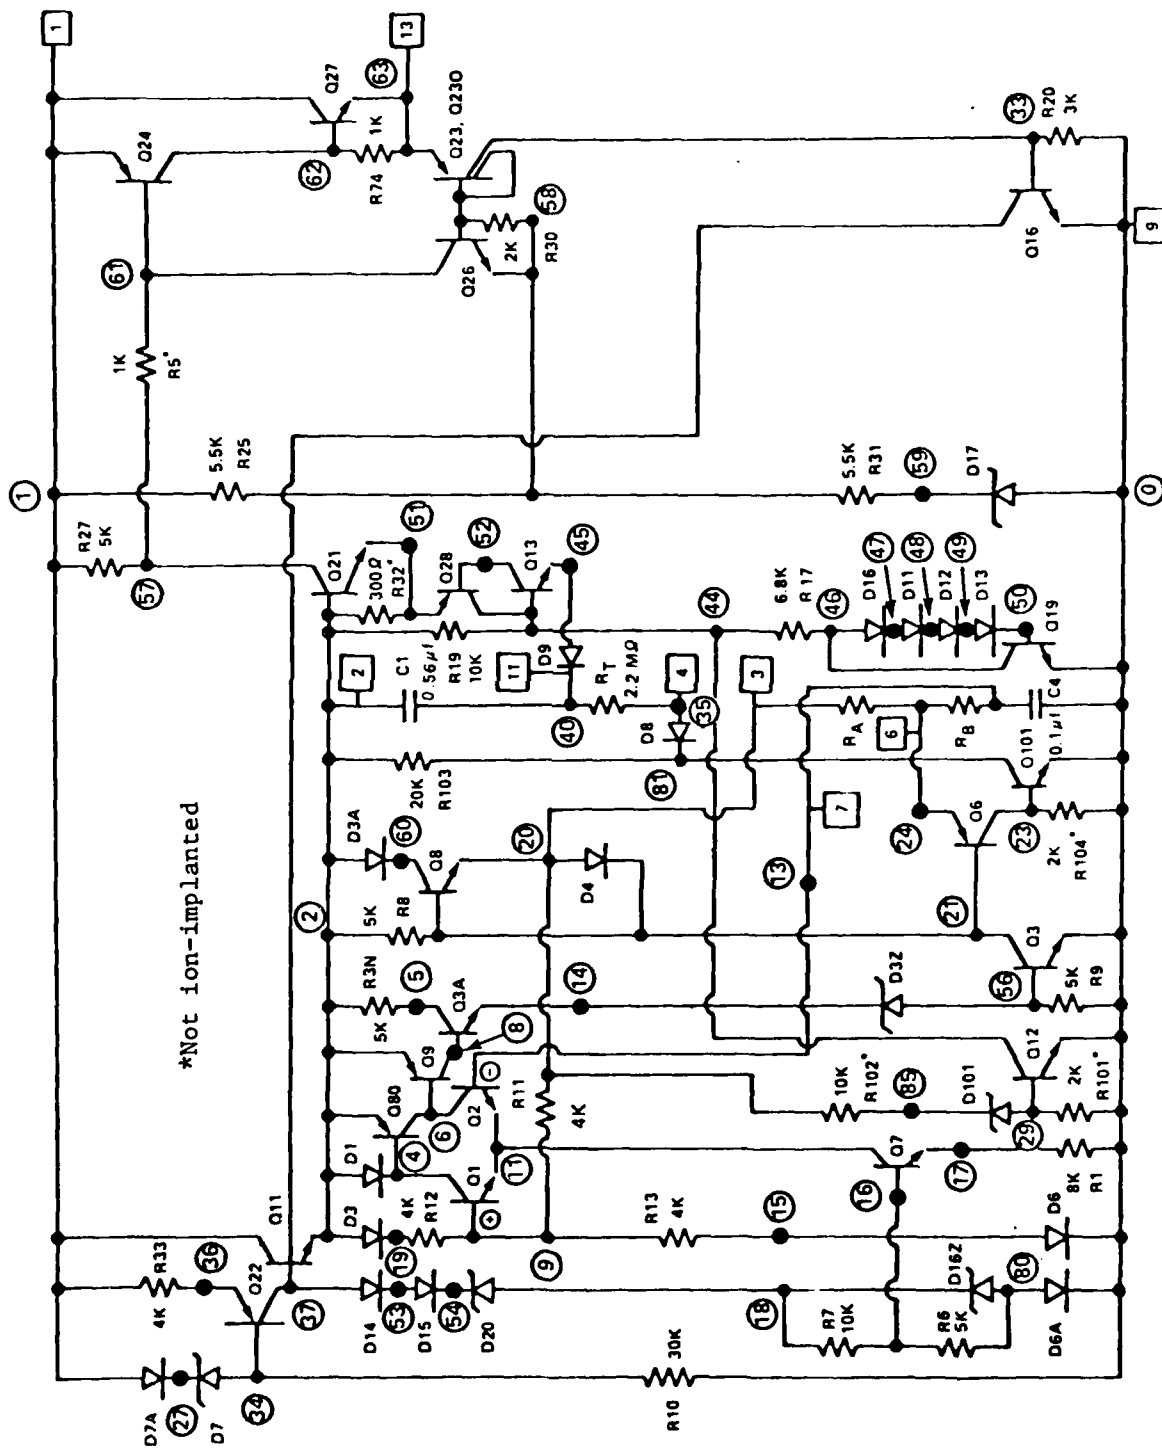 1
Q24
Q27
63
13
62
1K
R74
Q23, Q230
58
2K
R30
Q26
61
1K
R5*
33
R20
3K
Q16
9
1
5.5K
R25
5.5K
R31
59
D17
0
R27
5K
57
Q21
51
300Ω
R32*
Q28
52
Q13
45
2
C1
0.56μf
R19
10K
D9
11
40
RT
2.2 MΩ
4
35
D8
44
6.8K
R17
46
47
48
49
D16
D11
D12
D13
50
Q19
3
RA
6
RB
C4
0.1μf
Q101
20K
R103
81
7
13
24
Q6
23
2K
R104*
*Not ion-implanted
D3A
60
Q8
20
D4
2
5K
R8
21
Q3
R3N
5K
5
Q3A
14
D3Z
56
5K
R9
Q9
8
Q80
6
Q2
−
R11
4K
10K
R102*
85
D101
Q12
29
2K
R101*
D1
4
Q1
+
11
Q7
16
17
8K
R1
Q11
D3
19
4K
R12
9
R13
4K
15
D6
R33
4K
36
Q22
37
D14
53
D15
54
D20
18
D16Z
80
R7
10K
R6
5K
D6A
D7A
27
D7
34
30K
R10